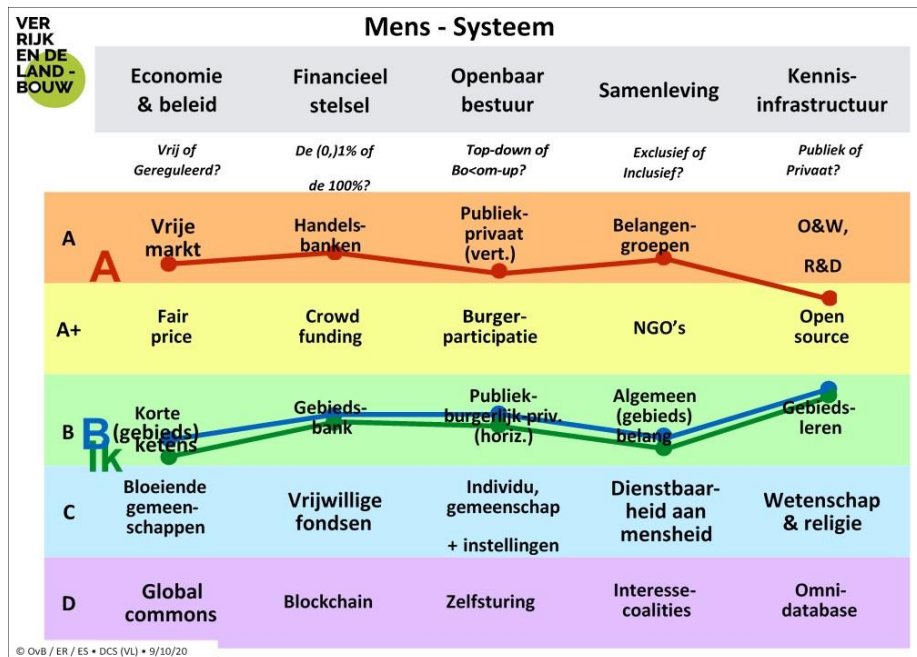 VER
RIJK
EN DE
LAND -
BOUW
Mens - Systeem
Economie
& beleid
Financieel
stelsel
Openbaar
bestuur
Samenleving
Kennis-
infrastructuur
Vrij of
Gereguleerd?
De (0,)1% of
de 100%?
Top-down of
Bo<om-up?
Exclusief of
Inclusief?
Publiek of
Privaat?
A
A
Vrije
markt
Handels-
banken
Publiek-
privaat
(vert.)
Belangen-
groepen
O&W,
R&D
A+
Fair
price
Crowd
funding
Burger-
participatie
NGO's
Open
source
B
B
Ik
Korte
(gebieds)
ketens
Gebieds-
bank
Publiek-
burgerlijk-priv.
(horiz.)
Algemeen
(gebieds)
belang
Gebieds-
leren
C
Bloeiende
gemeen-
schappen
Vrijwillige
fondsen
Individu,
gemeenschap
+ instellingen
Dienstbaar-
heid aan
mensheid
Wetenschap
& religie
D
Global
commons
Blockchain
Zelfsturing
Interesse-
coalities
Omni-
database
© OvB / ER / ES • DCS (VL) • 9/10/20